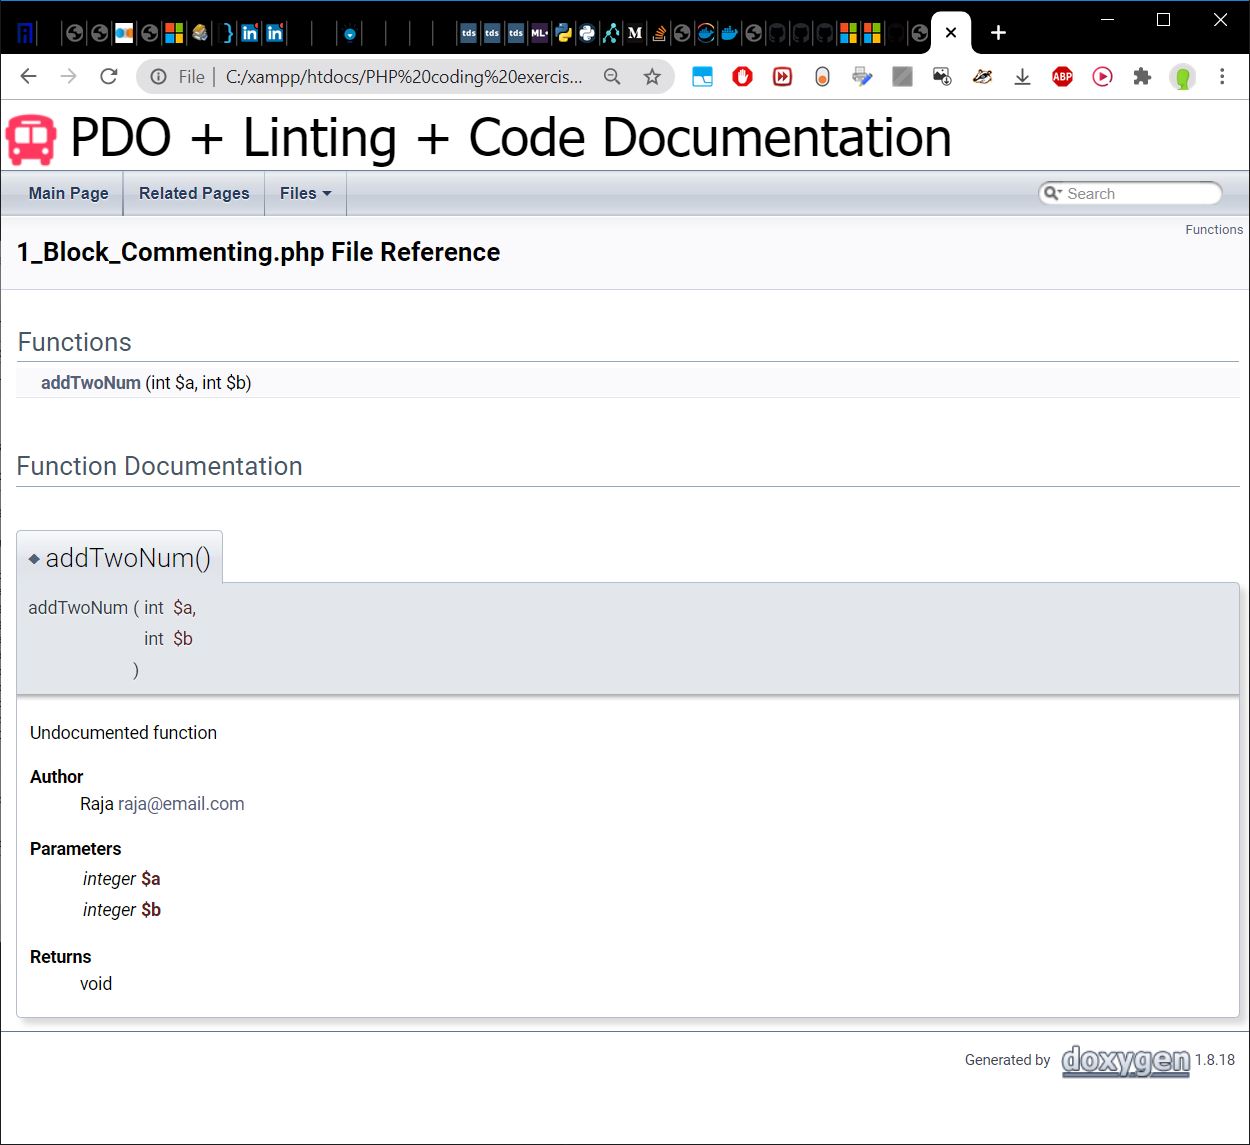 tds tds tds ML M
File | C:/xampp/htdocs/PHP%20coding%20exercis...
ABP
PDO + Linting + Code Documentation
Main Page Related Pages Files Search
Functions
1_Block_Commenting.php File Reference
Functions
addTwoNum (int $a, int $b)
Function Documentation
◆ addTwoNum()
addTwoNum ( int $a,
int $b
)
Undocumented function
Author
Raja raja@email.com
Parameters
integer $a
integer $b
Returns
void
Generated by doxygen 1.8.18